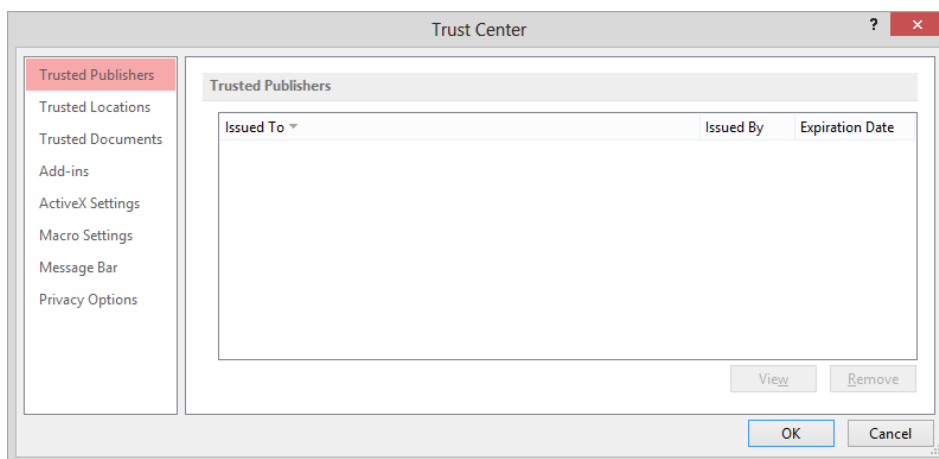 Trust Center
?
Trusted Publishers
Trusted Locations
Trusted Documents
Add-ins
ActiveX Settings
Macro Settings
Message Bar
Privacy Options
Trusted Publishers
Issued To Issued By Expiration Date
View Remove
OK Cancel